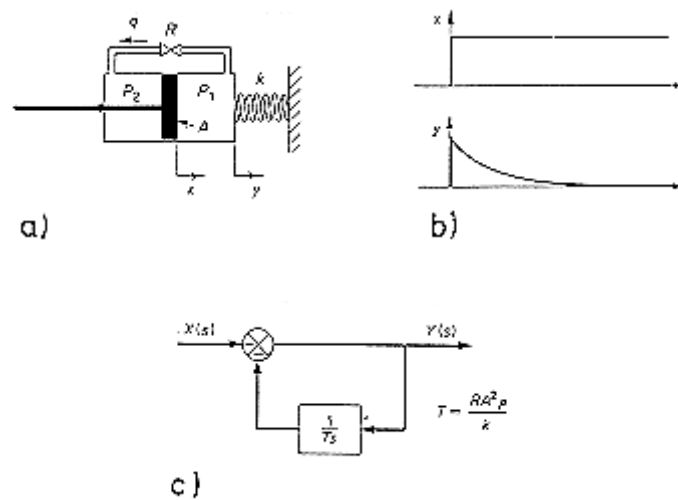 q R
P2 P1 k
A
x y
a)
x
y
b)
X(s) Y(s)
1/Ts
T = RA²ρ/k
c)